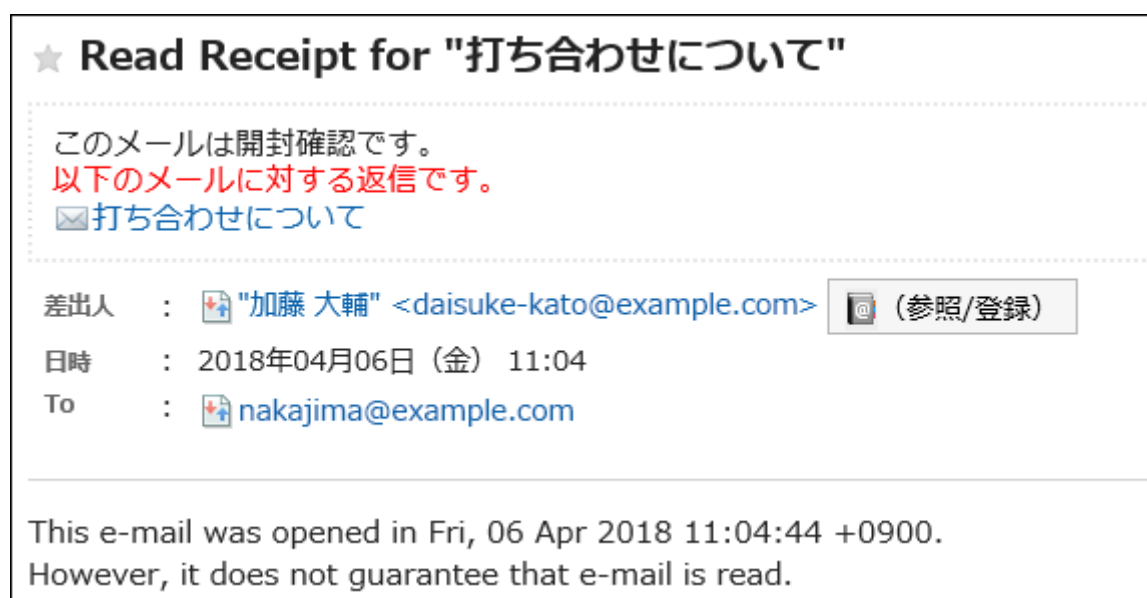 Read Receipt for "打ち合わせについて"
このメールは開封確認です。
以下のメールに対する返信です。
打ち合わせについて
差出人 : "加藤 大輔" <daisuke-kato@example.com> (参照/登録)
日時 : 2018年04月06日（金） 11:04
To : nakajima@example.com
This e-mail was opened in Fri, 06 Apr 2018 11:04:44 +0900.
However, it does not guarantee that e-mail is read.